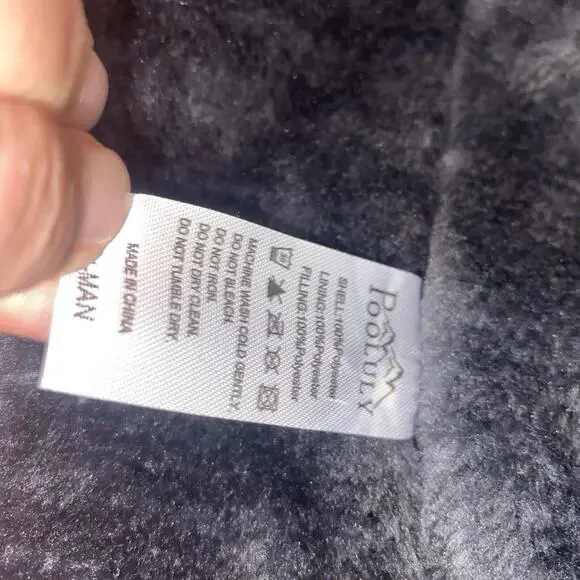 POOTULY
SHELL:100%Polyester
LINING:100%Polyester
FILLING:100%Polyester
MACHINE WASH COLD GENTLY.
DO NOT BLEACH.
DO NOT IRON.
DO NOT DRY CLEAN.
DO NOT TUMBLE DRY.
MADE IN CHINA